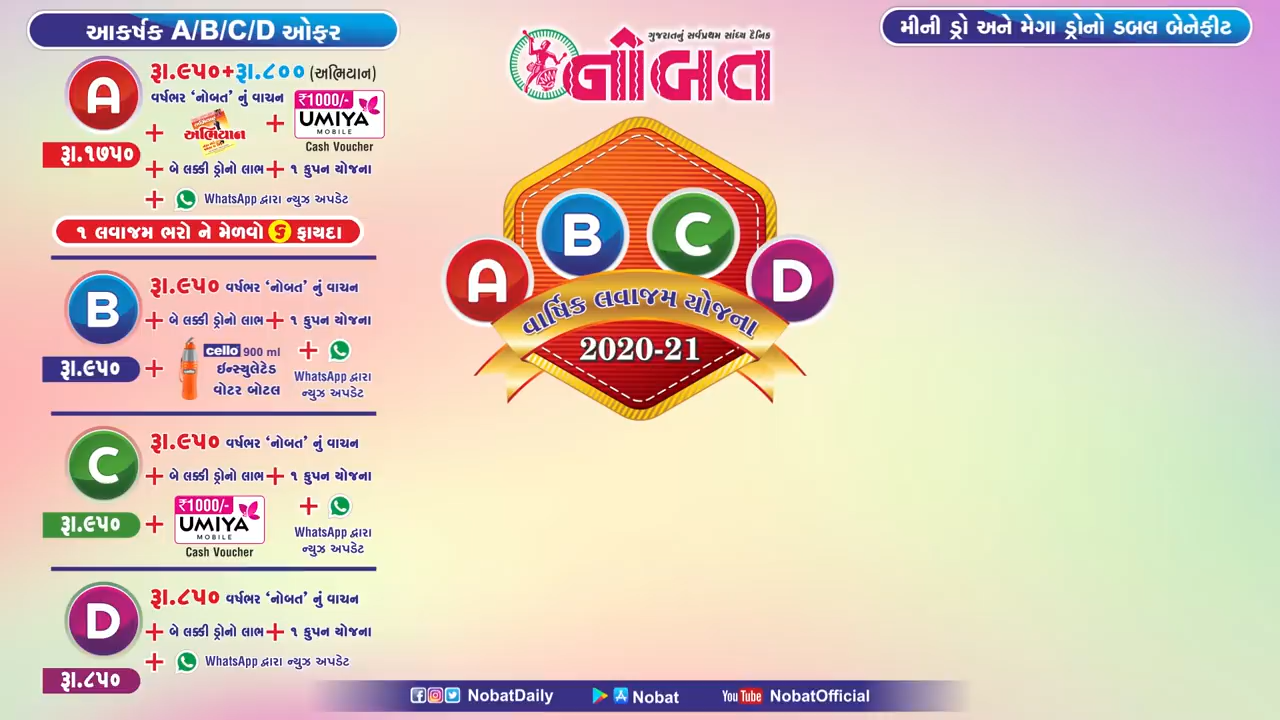 આકર્ષક A/B/C/D ઓફર
A
રૂા.૯૫૦+રૂા.૮૦૦ (અભિયાન)
વર્ષભર ‘નોબત’ નું વાચન
+ અભિયાન + ₹1000/- UMIYA MOBILE
Cash Voucher
રૂા.૧૭૫૦
+ બે લક્કી ડ્રોનો લાભ + ૧ કુપન યોજના
+ WhatsApp દ્વારા ન્યુઝ અપડેટ
૧ લવાજમ ભરો ને મેળવો ૬ ફાયદા
B
રૂા.૯૫૦ વર્ષભર ‘નોબત’ નું વાચન
+ બે લક્કી ડ્રોનો લાભ + ૧ કુપન યોજના
રૂા.૯૫૦
+ cello 900 ml
ઈન્સ્યુલેટેડ
વોટર બોટલ
+
WhatsApp દ્વારા
ન્યુઝ અપડેટ
C
રૂા.૯૫૦ વર્ષભર ‘નોબત’ નું વાચન
+ બે લક્કી ડ્રોનો લાભ + ૧ કુપન યોજના
રૂા.૯૫૦
+ ₹1000/- UMIYA MOBILE
Cash Voucher
+
WhatsApp દ્વારા
ન્યુઝ અપડેટ
D
રૂા.૮૫૦ વર્ષભર ‘નોબત’ નું વાચન
+ બે લક્કી ડ્રોનો લાભ + ૧ કુપન યોજના
+ WhatsApp દ્વારા ન્યુઝ અપડેટ
રૂા.૮૫૦
ગુજરાતનું સર્વપ્રથમ સાંધ્ય દૈનિક
નોબત
A B C D
વાર્ષિક લવાજમ યોજના
2020-21
મીની ડ્રો અને મેગા ડ્રોનો ડબલ બેનેફીટ
NobatDaily Nobat YouTube NobatOfficial